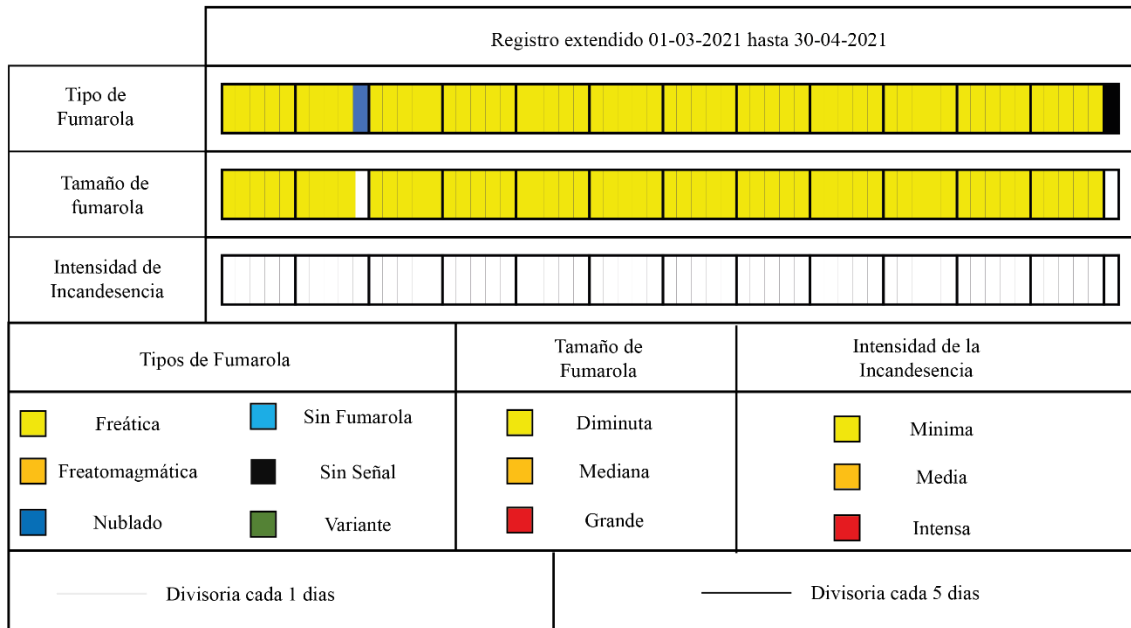 Registro extendido 01-03-2021 hasta 30-04-2021
Tipo de
Fumarola
Tamaño de
fumarola
Intensidad de
Incandesencia
Tipos de Fumarola
Tamaño de
Fumarola
Intensidad de la
Incandesencia
Freática
Sin Fumarola
Diminuta
Minima
Freatomagmática
Sin Señal
Mediana
Media
Nublado
Variante
Grande
Intensa
Divisoria cada 1 dias
Divisoria cada 5 dias